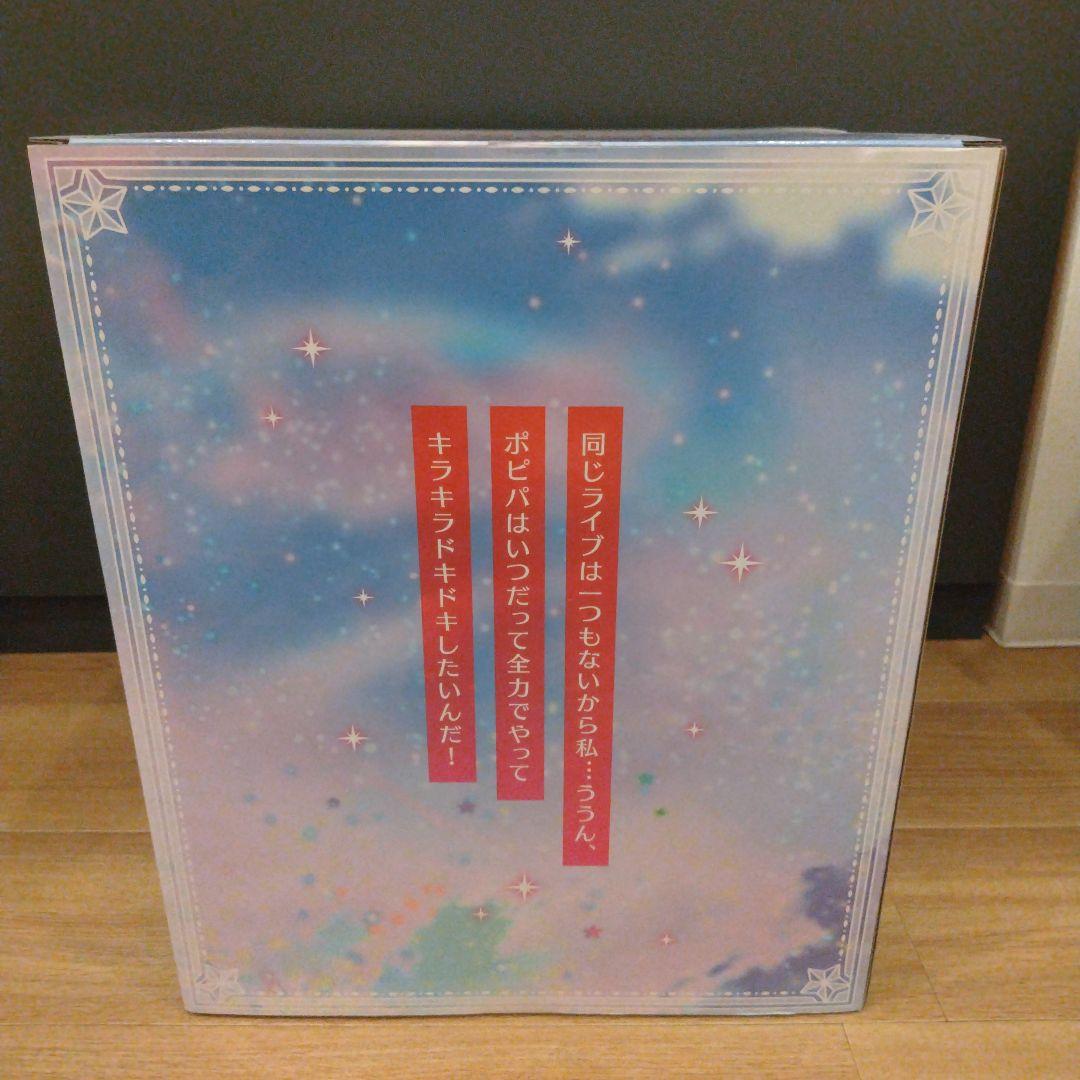 同じライブは一つもないから私…ううん、
ポピパはいつだって全力でやって
キラキラドキドキしたいんだ！